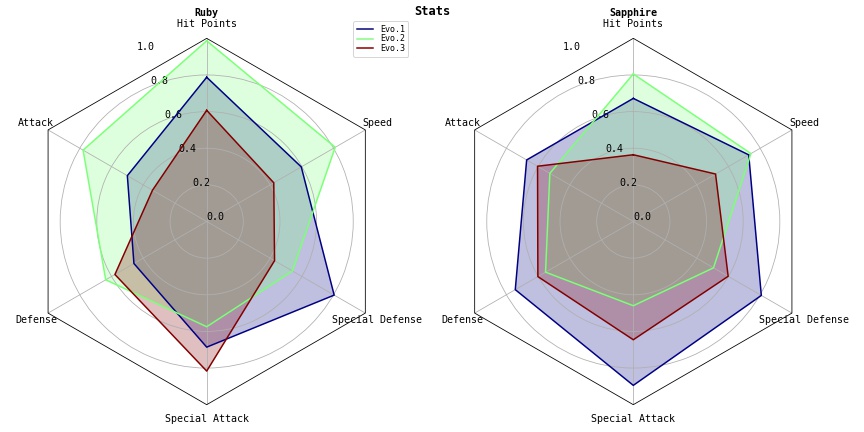 Stats
Ruby
Hit Points
Evo.1
Evo.2
Evo.3
1.0
0.8
0.6
0.4
0.2
0.0
Attack
Speed
Defense
Special Defense
Special Attack
Sapphire
Hit Points
1.0
0.8
0.6
0.4
0.2
0.0
Attack
Speed
Defense
Special Defense
Special Attack